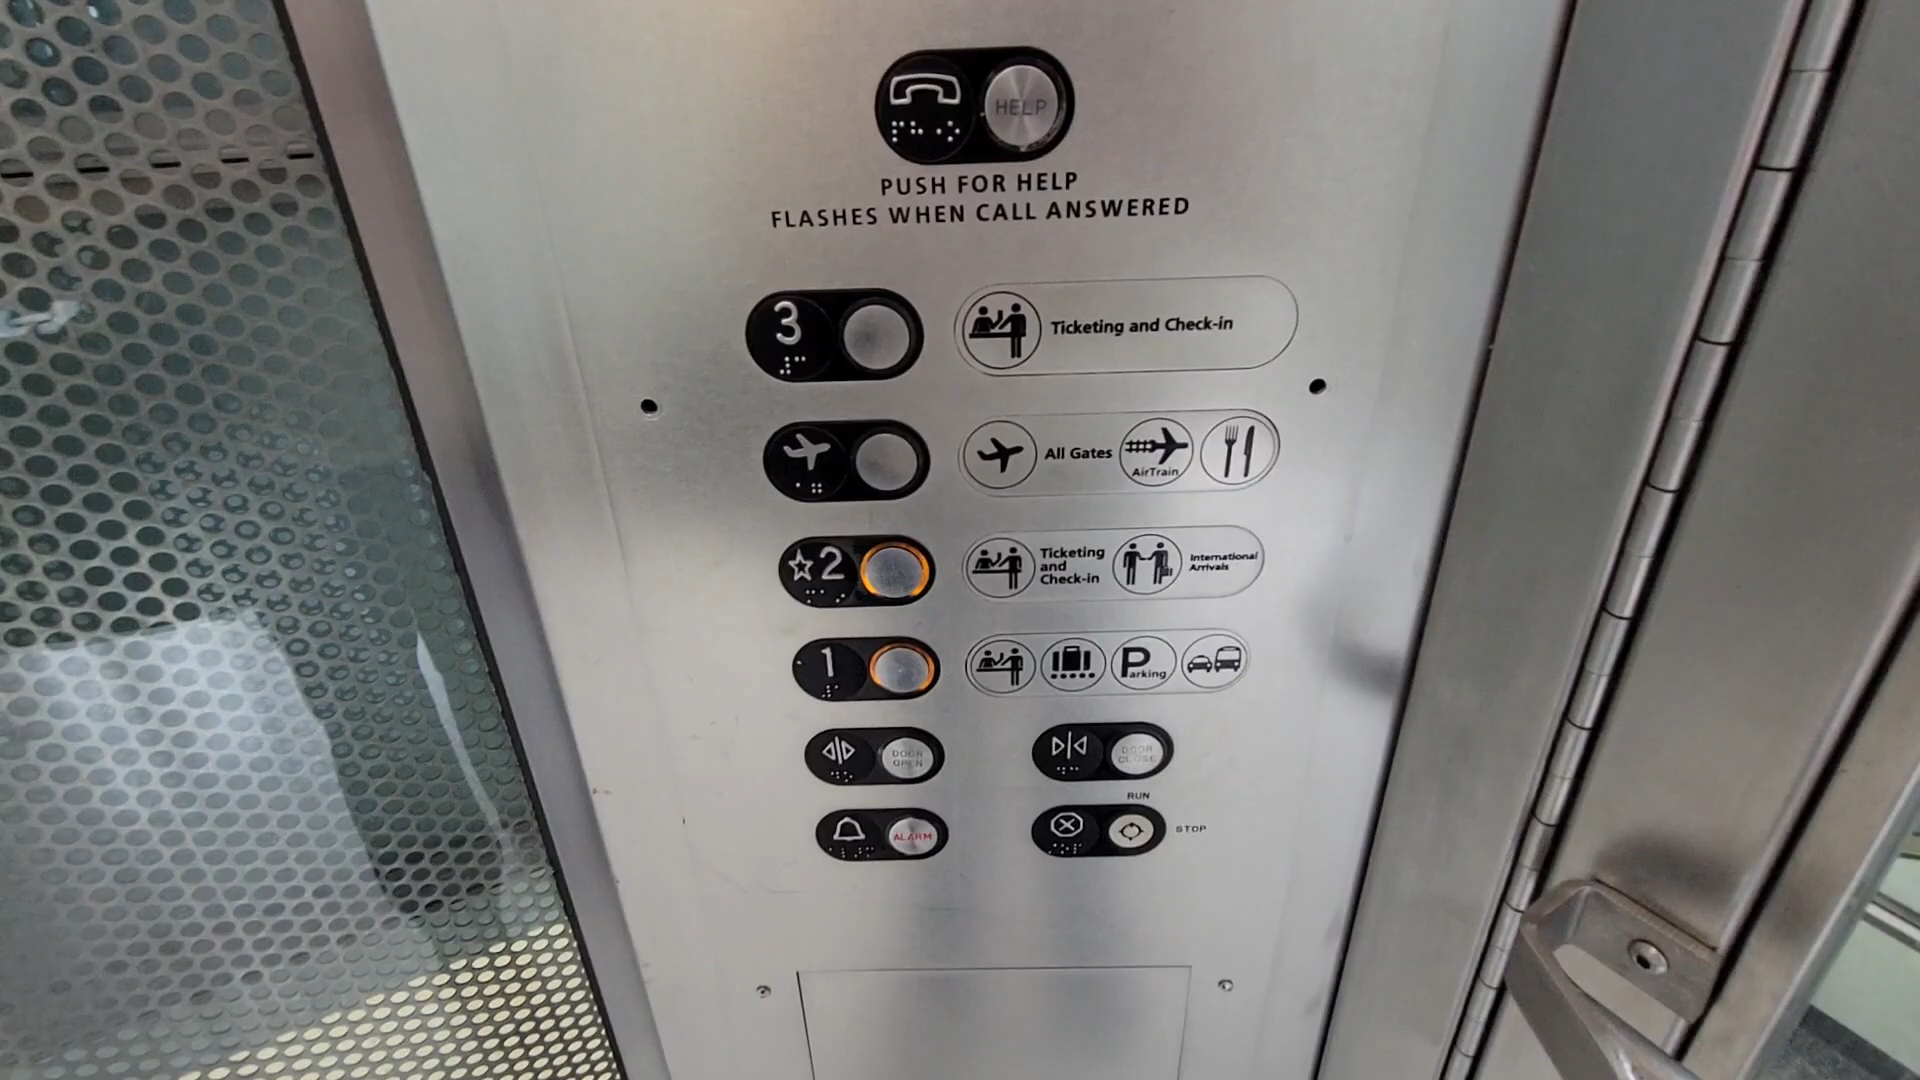 HELP
PUSH FOR HELP
FLASHES WHEN CALL ANSWERED
3
Ticketing and Check-in
All Gates
AirTrain
2
Ticketing
and
Check-in
International
Arrivals
1
Parking
DOOR
OPEN
DOOR
CLOSE
RUN
ALARM
STOP